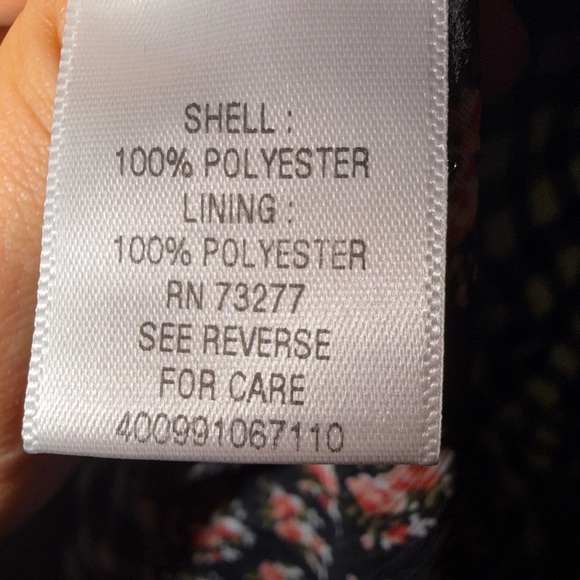 SHELL :
100% POLYESTER
LINING :
100% POLYESTER
RN 73277
SEE REVERSE
FOR CARE
400991067110